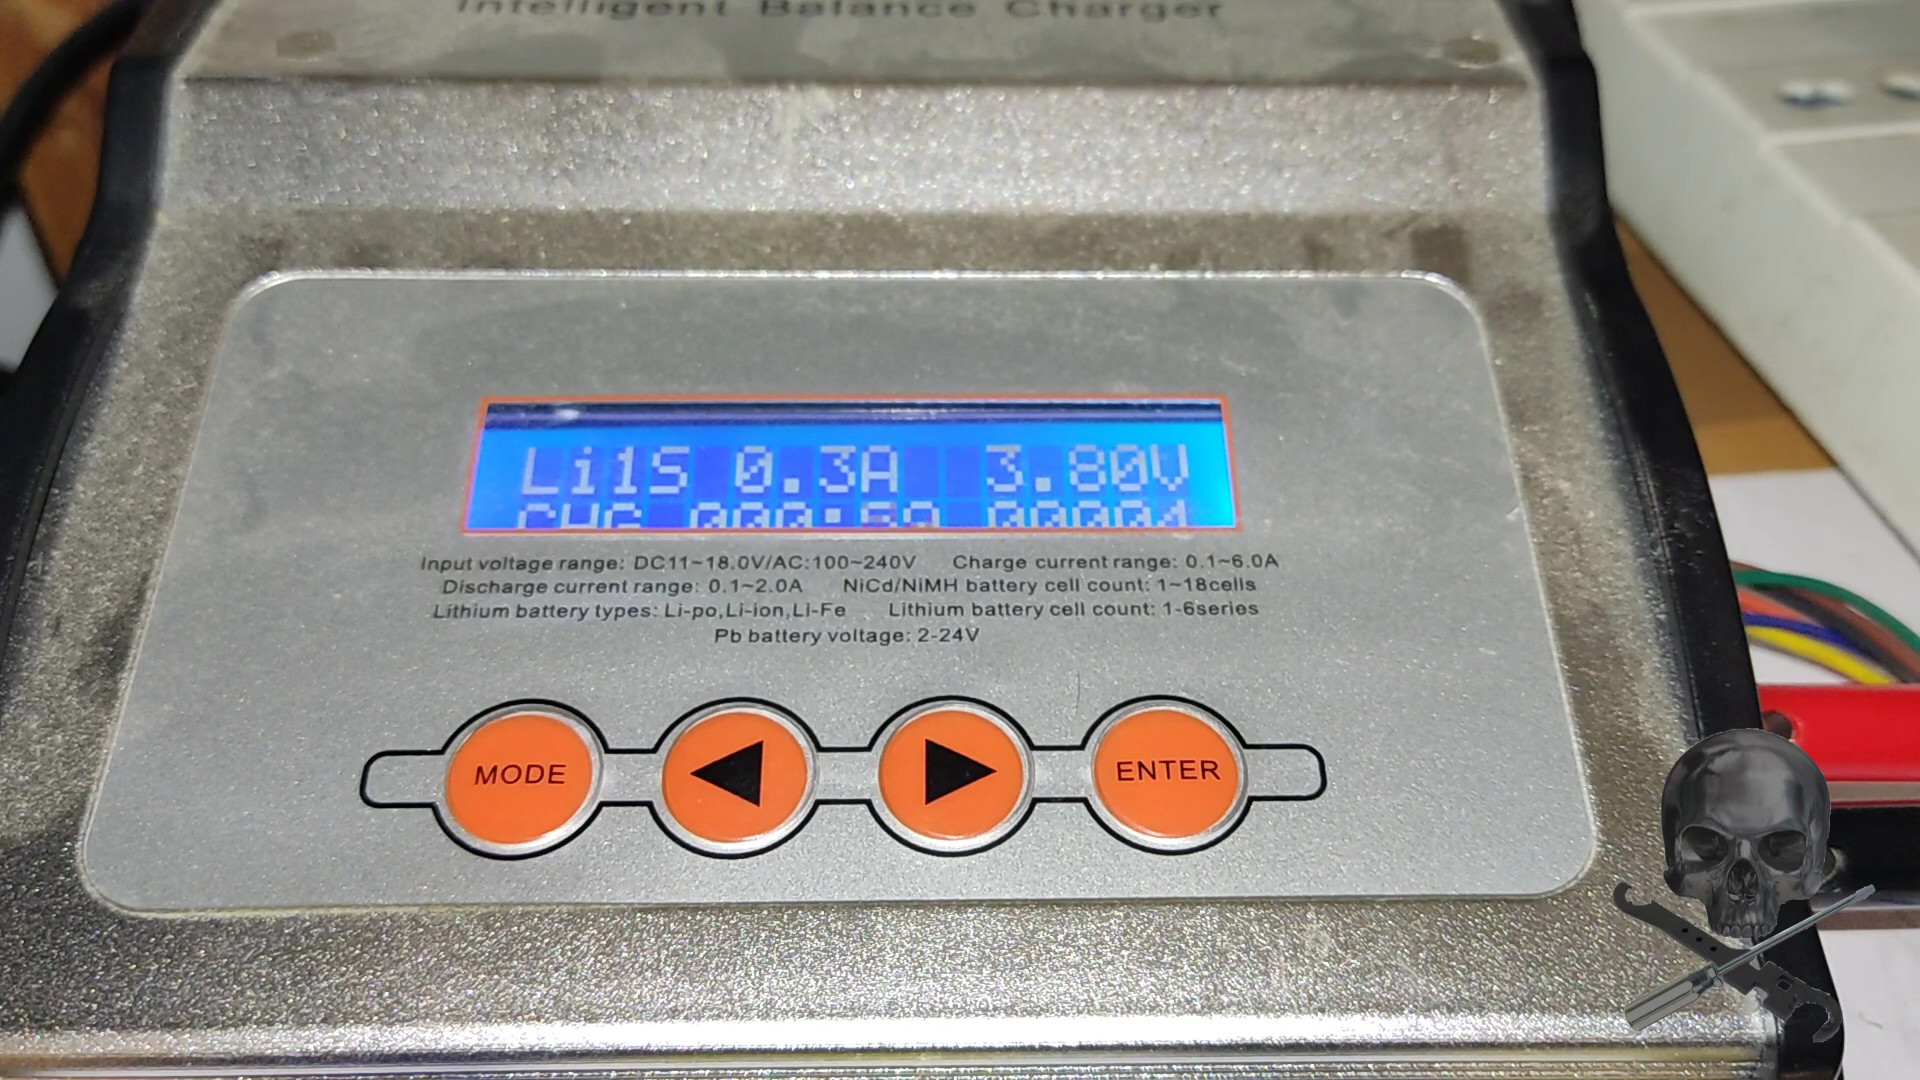 Intelligent Balance Charger
Li1S 0.3A 3.80V
CHG
Input voltage range: DC11~18.0V/AC:100~240V Charge current range: 0.1~6.0A
Discharge current range: 0.1~2.0A NiCd/NiMH battery cell count: 1~18cells
Lithium battery types: Li-po,Li-ion,Li-Fe Lithium battery cell count: 1-6series
Pb battery voltage: 2-24V
MODE
ENTER